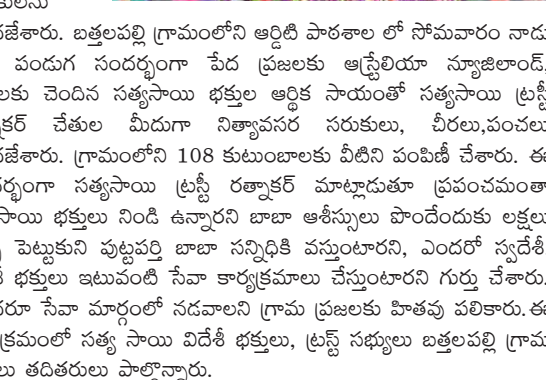 జేశారు. బత్తలపల్లి గ్రామంలోని ఆర్డిటి పాఠశాల లో సోమవారం నాడు
పండుగ సందర్భంగా పేద ప్రజలకు ఆస్ట్రేలియా న్యూజిలాండ్,
లకు చెందిన సత్యసాయి భక్తుల ఆర్థిక సాయంతో సత్యసాయి ట్రస్టీ
కర్ చేతుల మీదుగా నిత్యావసర సరుకులు, చీరలు,పంచలు
జేశారు. గ్రామంలోని 108 కుటుంబాలకు వీటిని పంపిణీ చేశారు. ఈ
ర్భంగా సత్యసాయి ట్రస్టీ రత్నాకర్ మాట్లాడుతూ ప్రపంచమంతా
సాయి భక్తులు నిండి ఉన్నారని బాబా ఆశీస్సులు పొందేందుకు లక్షలు
పెట్టుకుని పుట్టపర్తి బాబా సన్నిధికి వస్తుంటారని, ఎందరో స్వదేశీ,
భక్తులు ఇటువంటి సేవా కార్యక్రమాలు చేస్తుంటారని గుర్తు చేశారు.
దరూ సేవా మార్గంలో నడవాలని గ్రామ ప్రజలకు హితవు పలికారు.ఈ
క్రమంలో సత్య సాయి విదేశీ భక్తులు, ట్రస్ట్ సభ్యులు బత్తలపల్లి గ్రామ
లు తదితరులు పాల్గొన్నారు.